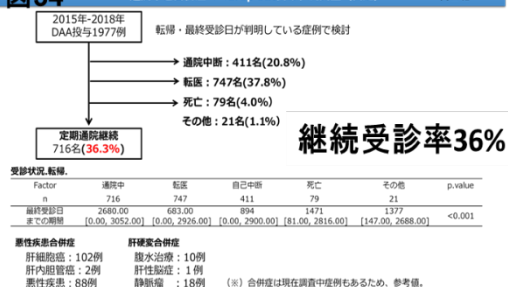 2015年-2018年
DAA投与1977例
転帰・最終受診日が判明している症例で検討
通院中断：411名(20.8%)
転医：747名(37.8%)
死亡：79名(4.0%)
その他：21名(1.1%)
定期通院継続
716名(36.3%)
継続受診率36%
受診状況.転帰.
Factor 通院中 転医 自己中断 死亡 その他 p.value
n 716 747 411 79 21
最終受診日 2680.00 683.00 894 1471 1377
までの期間 [0.00, 3052.00] [0.00, 2926.00] [0.00, 2900.00] [81.00, 2816.00] [147.00, 2688.00] <0.001
悪性疾患合併症 肝硬変合併症
肝細胞癌：102例 腹水治療：10例
肝内胆管癌：2例 肝性脳症：1例
悪性疾患：88例 静脈瘤：18例 (※) 合併症は現在調査中症例もあるため、参考値。